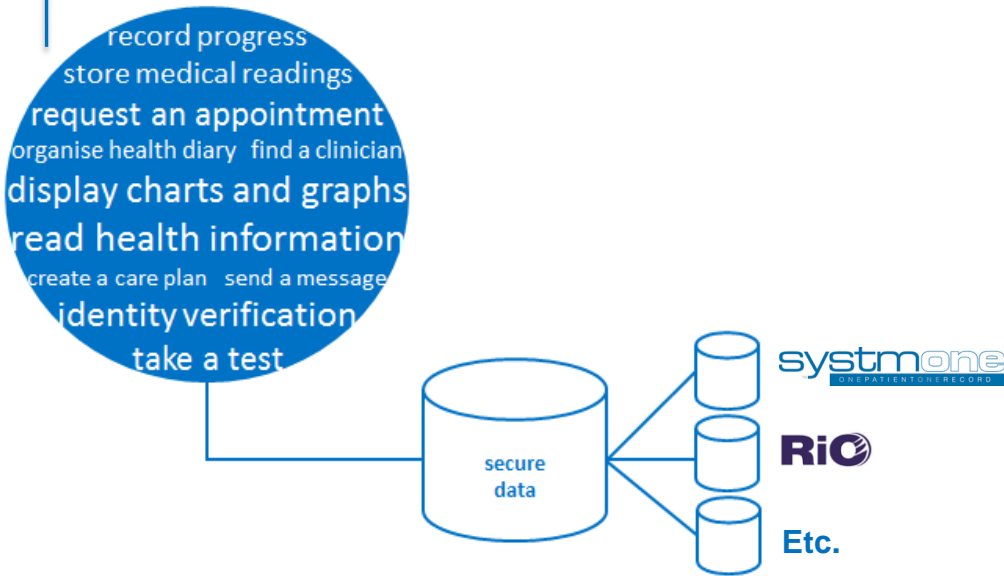 record progress
store medical readings
request an appointment
organise health diary find a clinician
display charts and graphs
read health information
create a care plan send a message
identity verification
take a test
secure
data
systmone
ONEPATIENTONERECORD
RiO
Etc.